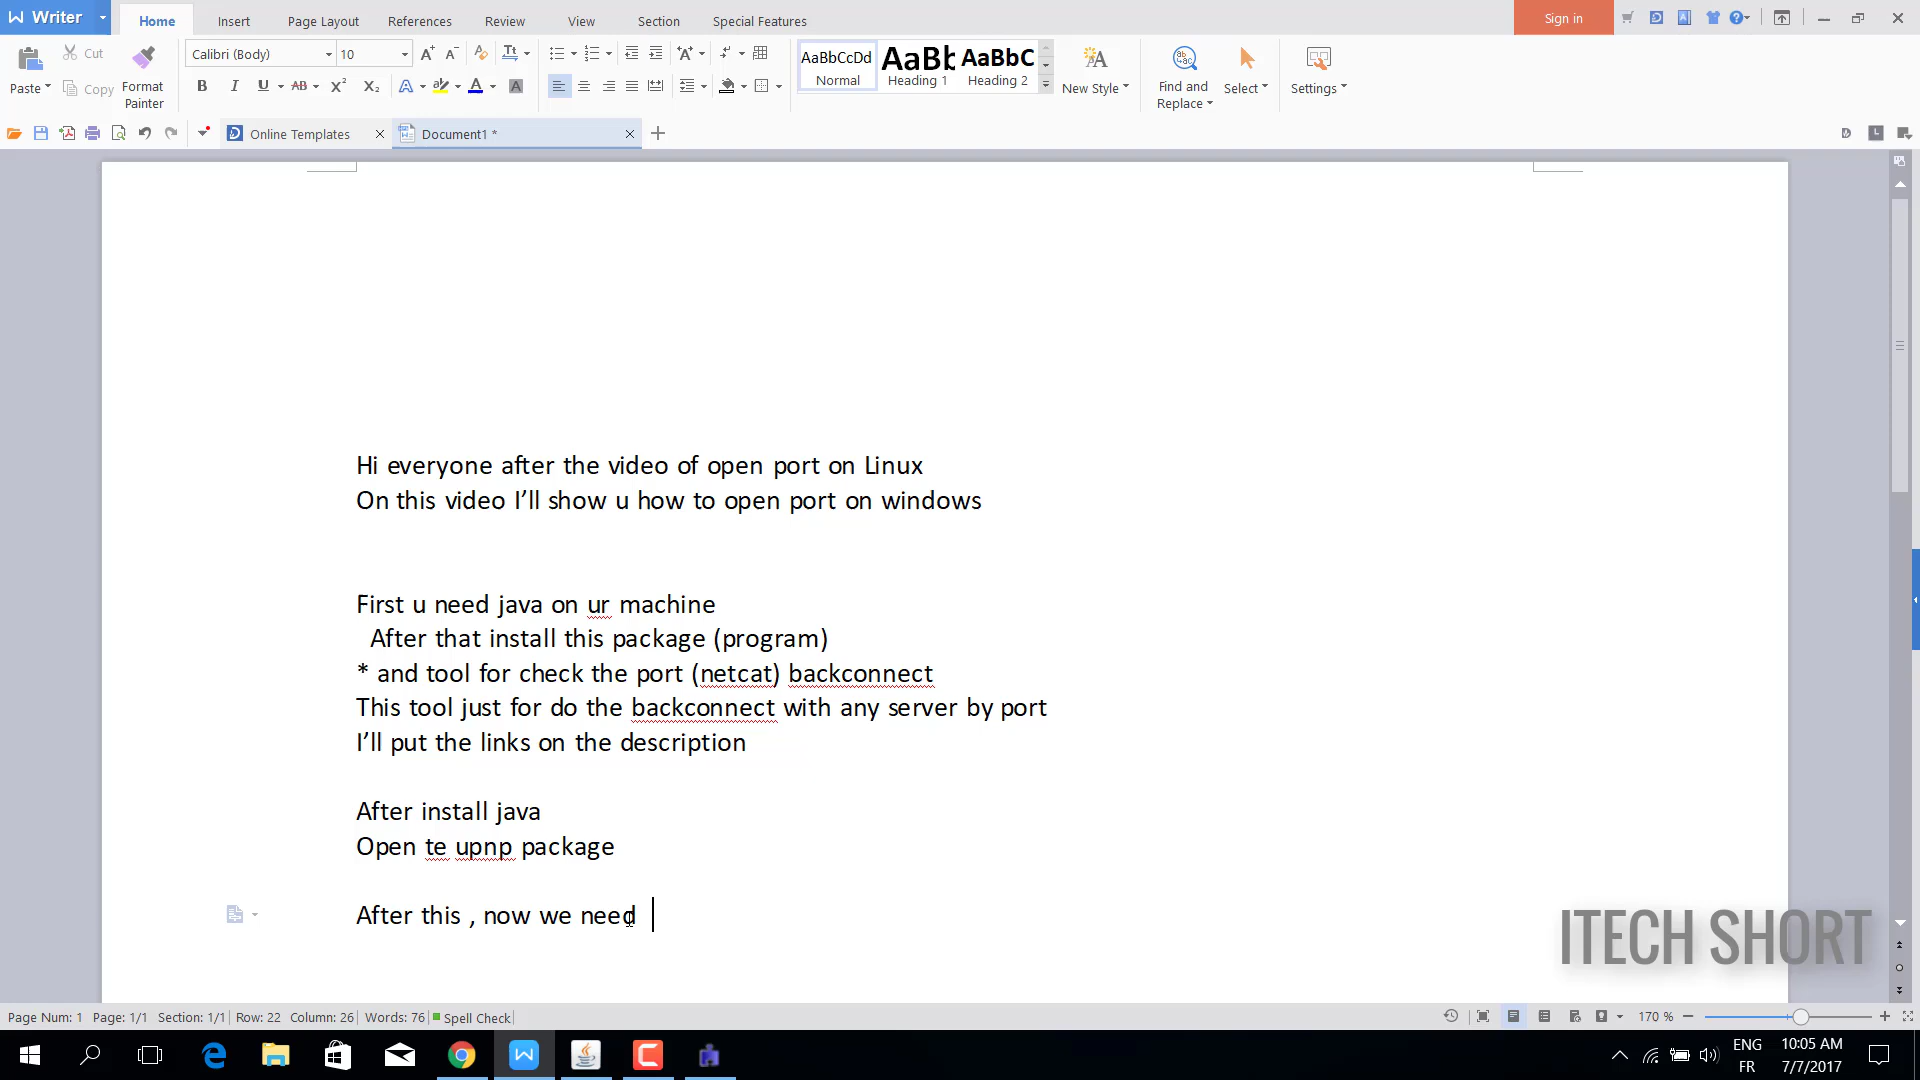 Writer
Home
Insert
Page Layout
References
Review
View
Section
Special Features
Sign in
Paste
Cut
Copy
Format
Painter
Calibri (Body)
10
AaBbCcDd
Normal
AaBb
Heading 1
AaBbC
Heading 2
New Style
Find and
Replace
Select
Settings
Online Templates
Document1 *
Hi everyone after the video of open port on Linux
On this video I’ll show u how to open port on windows
First u need java on ur machine
After that install this package (program)
* and tool for check the port (netcat) backconnect
This tool just for do the backconnect with any server by port
I’ll put the links on the description
After install java
Open te upnp package
After this , now we need
ITECH SHORT
Page Num: 1 Page: 1/1 Section: 1/1 Row: 22 Column: 26 Words: 76 Spell Check
170 %
ENG
FR
10:05 AM
7/7/2017